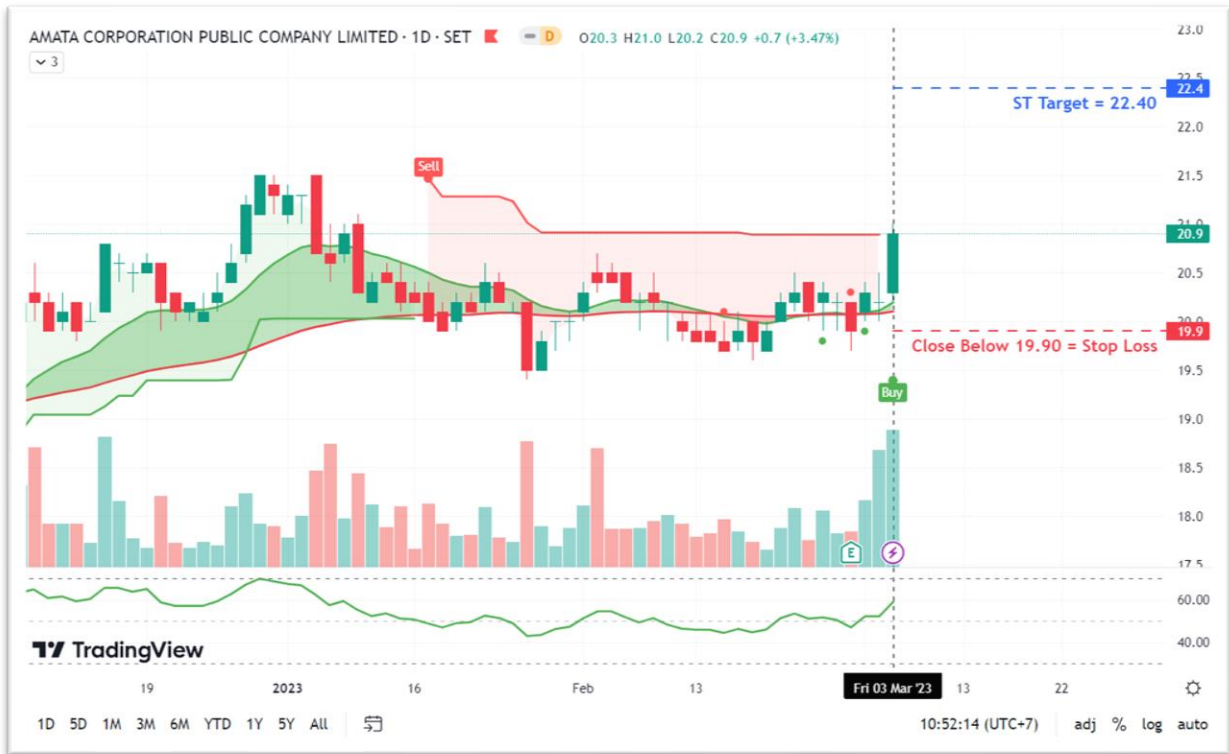 AMATA CORPORATION PUBLIC COMPANY LIMITED · 1D · SET D O20.3 H21.0 L20.2 C20.9 +0.7 (+3.47%)
3
23.0
22.5
22.4
ST Target = 22.40
22.0
Sell
21.5
21.0
20.9
20.5
20.0
19.9
Close Below 19.90 = Stop Loss
19.5
Buy
19.0
18.5
18.0
E
17.5
60.00
40.00
TradingView
19 2023 16 Feb 13 Fri 03 Mar '23 13 22
1D 5D 1M 3M 6M YTD 1Y 5Y All 10:52:14 (UTC+7) adj % log auto